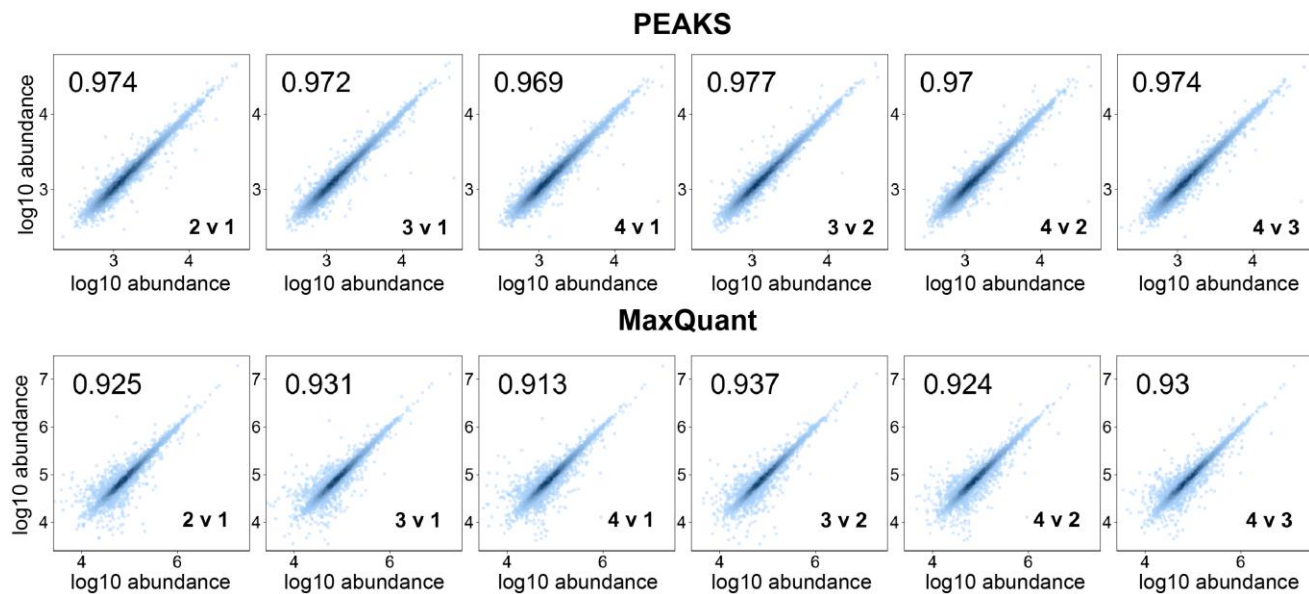 PEAKS
0.974 0.972 0.969 0.977 0.97 0.974
log10 abundance
4 4 4 4 4 4
3 3 3 3 3 3
2 v 1 3 v 1 4 v 1 3 v 2 4 v 2 4 v 3
3 4 3 4 3 4 3 4 3 4 3 4
log10 abundance log10 abundance log10 abundance log10 abundance log10 abundance log10 abundance
MaxQuant
7 7 7 7 7 7
0.925 0.931 0.913 0.937 0.924 0.93
log10 abundance
6 6 6 6 6 6
5 5 5 5 5 5
4 4 4 4 4 4
2 v 1 3 v 1 4 v 1 3 v 2 4 v 2 4 v 3
4 6 4 6 4 6 4 6 4 6 4 6
log10 abundance log10 abundance log10 abundance log10 abundance log10 abundance log10 abundance